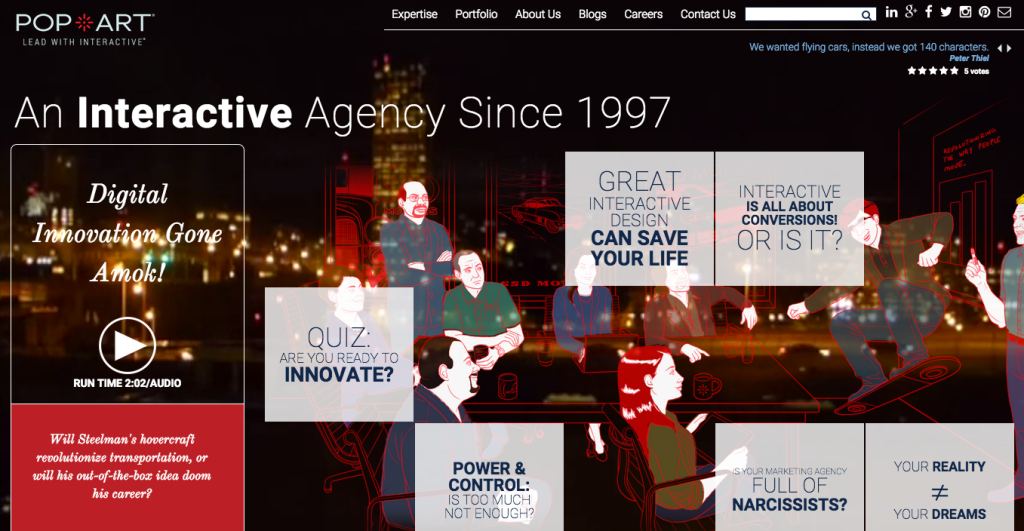 POP ART®
LEAD WITH INTERACTIVE®
Expertise Portfolio About Us Blogs Careers Contact Us
We wanted flying cars, instead we got 140 characters.
Peter Thiel
5 votes
An Interactive Agency Since 1997
Digital
Innovation Gone
Amok!
RUN TIME 2:02/AUDIO
Will Steelman's hovercraft
revolutionize transportation, or
will his out-of-the-box idea doom
his career?
QUIZ:
ARE YOU READY TO
INNOVATE?
GREAT
INTERACTIVE
DESIGN
CAN SAVE
YOUR LIFE
INTERACTIVE
IS ALL ABOUT
CONVERSIONS!
OR IS IT?
REVOLUTIONIZING
THE WAY PEOPLE
MOVE.
POWER &
CONTROL:
IS TOO MUCH
NOT ENOUGH?
IS YOUR MARKETING AGENCY
FULL OF
NARCISSISTS?
YOUR REALITY
≠
YOUR DREAMS